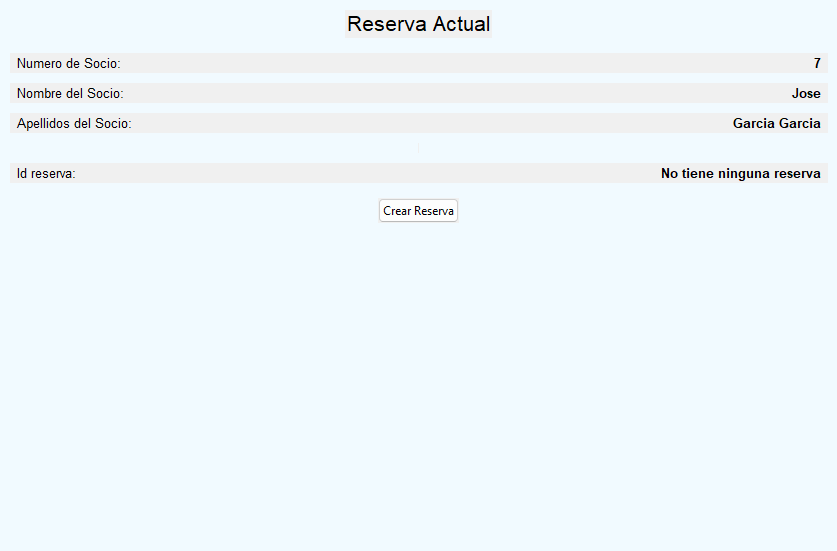 Reserva Actual
Numero de Socio: 7
Nombre del Socio: Jose
Apellidos del Socio: Garcia Garcia
Id reserva: No tiene ninguna reserva
Crear Reserva